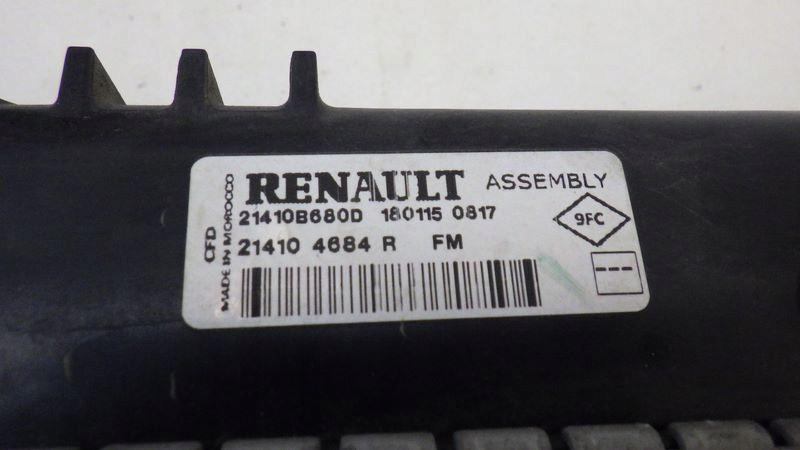 RENAULT ASSEMBLY
21410B680D 180115 0817
21410 4684 R FM
9FC
---
CFD
MADE IN MOROCCO